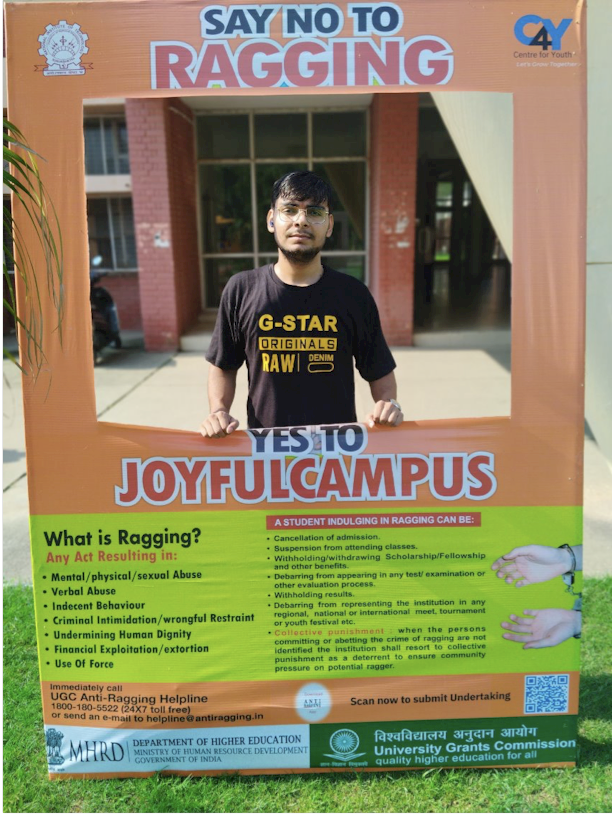 SAY NO TO
RAGGING
C4Y
Centre for Youth
Let's Grow Together
G-STAR
ORIGINALS
RAW
DENIM
YES TO
JOYFULCAMPUS
What is Ragging?
Any Act Resulting in:
• Mental/physical/sexual Abuse
• Verbal Abuse
• Indecent Behaviour
• Criminal Intimidation/wrongful Restraint
• Undermining Human Dignity
• Financial Exploitation/extortion
• Use Of Force
A STUDENT INDULGING IN RAGGING CAN BE:
• Cancellation of admission.
• Suspension from attending classes.
• Withholding/withdrawing Scholarship/Fellowship
and other benefits.
• Debarring from appearing in any test/ examination or
other evaluation process.
• Withholding results.
• Debarring from representing the institution in any
regional, national or international meet, tournament
or youth festival etc.
• Collective punishment : when the persons
committing or abetting the crime of ragging are not
identified the institution shall resort to collective
punishment as a deterrent to ensure community
pressure on potential ragger.
Immediately call
UGC Anti-Ragging Helpline
1800-180-5522 (24X7 toll free)
or send an e-mail to helpline@antiragging.in
ANTI
Scan now to submit Undertaking
MHRD
DEPARTMENT OF HIGHER EDUCATION
MINISTRY OF HUMAN RESOURCE DEVELOPMENT
GOVERNMENT OF INDIA
ज्ञान-विज्ञान विमुक्तये
विश्वविद्यालय अनुदान आयोग
University Grants Commission
quality higher education for all